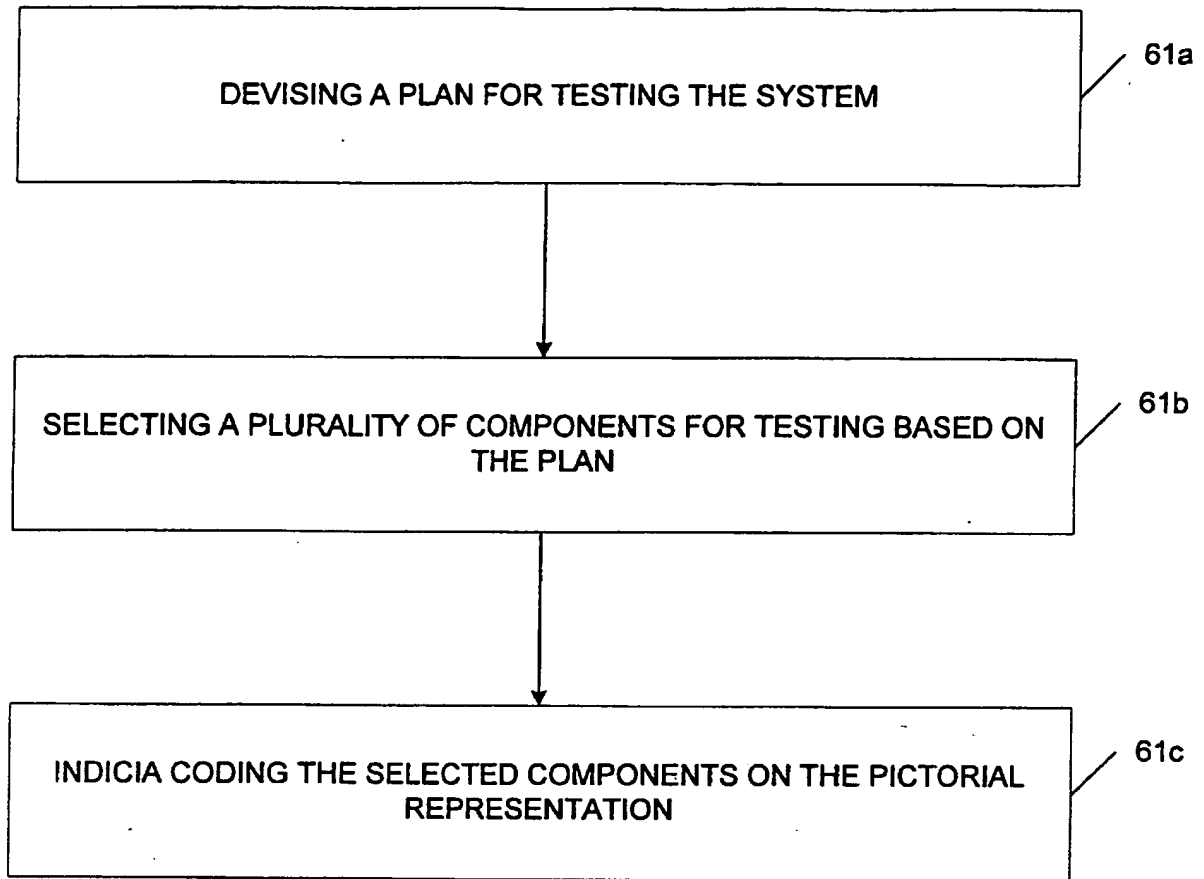 61a
DEVISING A PLAN FOR TESTING THE SYSTEM
61b
SELECTING A PLURALITY OF COMPONENTS FOR TESTING BASED ON
THE PLAN
61c
INDICIA CODING THE SELECTED COMPONENTS ON THE PICTORIAL
REPRESENTATION